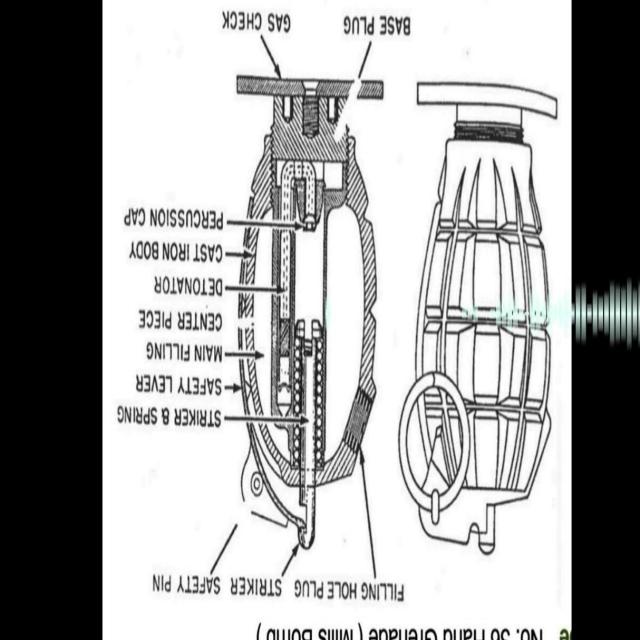 No. 36 Hand Grenade ( Mills Bomb )
FILLING HOLE PLUG
STRIKER
SAFETY PIN
STRIKER & SPRING
SAFETY LEVER
MAIN FILLING
CENTER PIECE
DETONATOR
CAST IRON BODY
PERCUSSION CAP
BASE PLUG
GAS CHECK